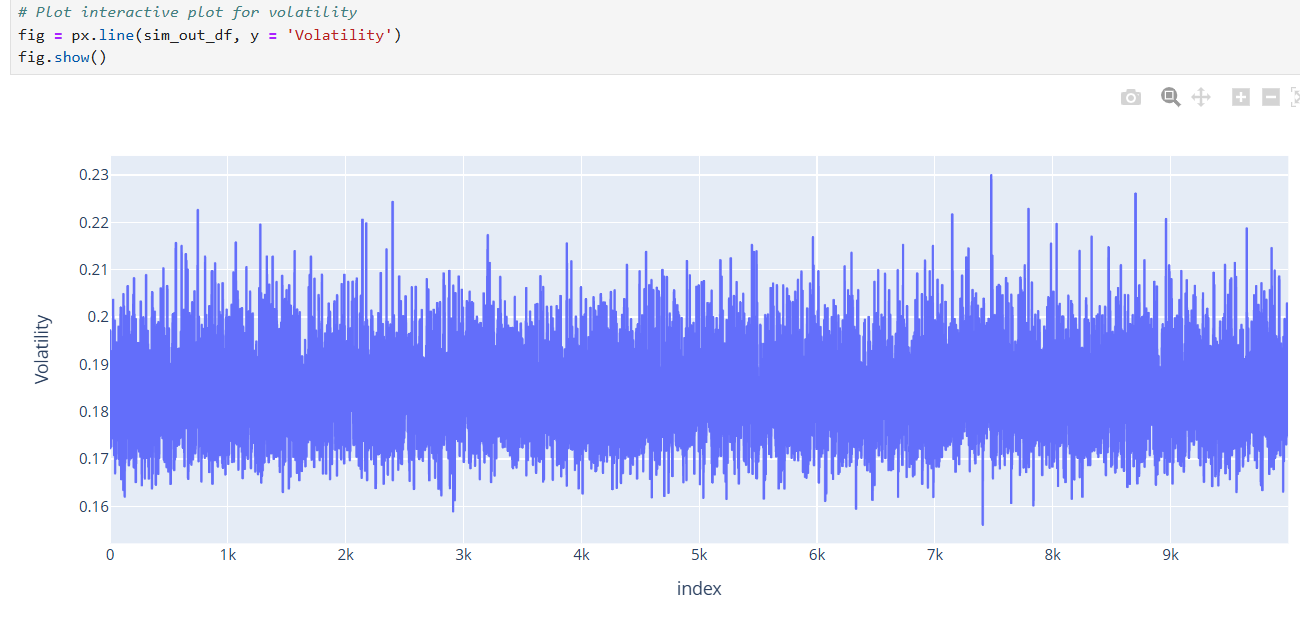 # Plot interactive plot for volatility
fig = px.line(sim_out_df, y = 'Volatility')
fig.show()
0.23
0.22
0.21
0.2
0.19
0.18
0.17
0.16
Volatility
0 1k 2k 3k 4k 5k 6k 7k 8k 9k
index